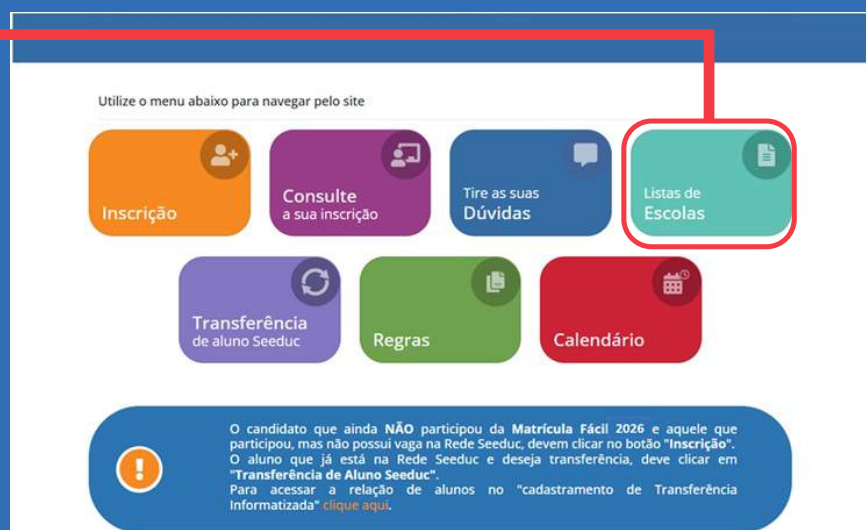 Utilize o menu abaixo para navegar pelo site
Inscrição
Consulte
a sua inscrição
Tire as suas
Dúvidas
Listas de
Escolas
Transferência
de aluno Seeduc
Regras
Calendário
O candidato que ainda NÃO participou da Matrícula Fácil 2026 e aquele que
participou, mas não possui vaga na Rede Seeduc, devem clicar no botão "Inscrição".
O aluno que já está na Rede Seeduc e deseja transferência, deve clicar em
"Transferência de Aluno Seeduc".
Para acessar a relação de alunos no "cadastramento de Transferência
Informatizada" clique aqui.